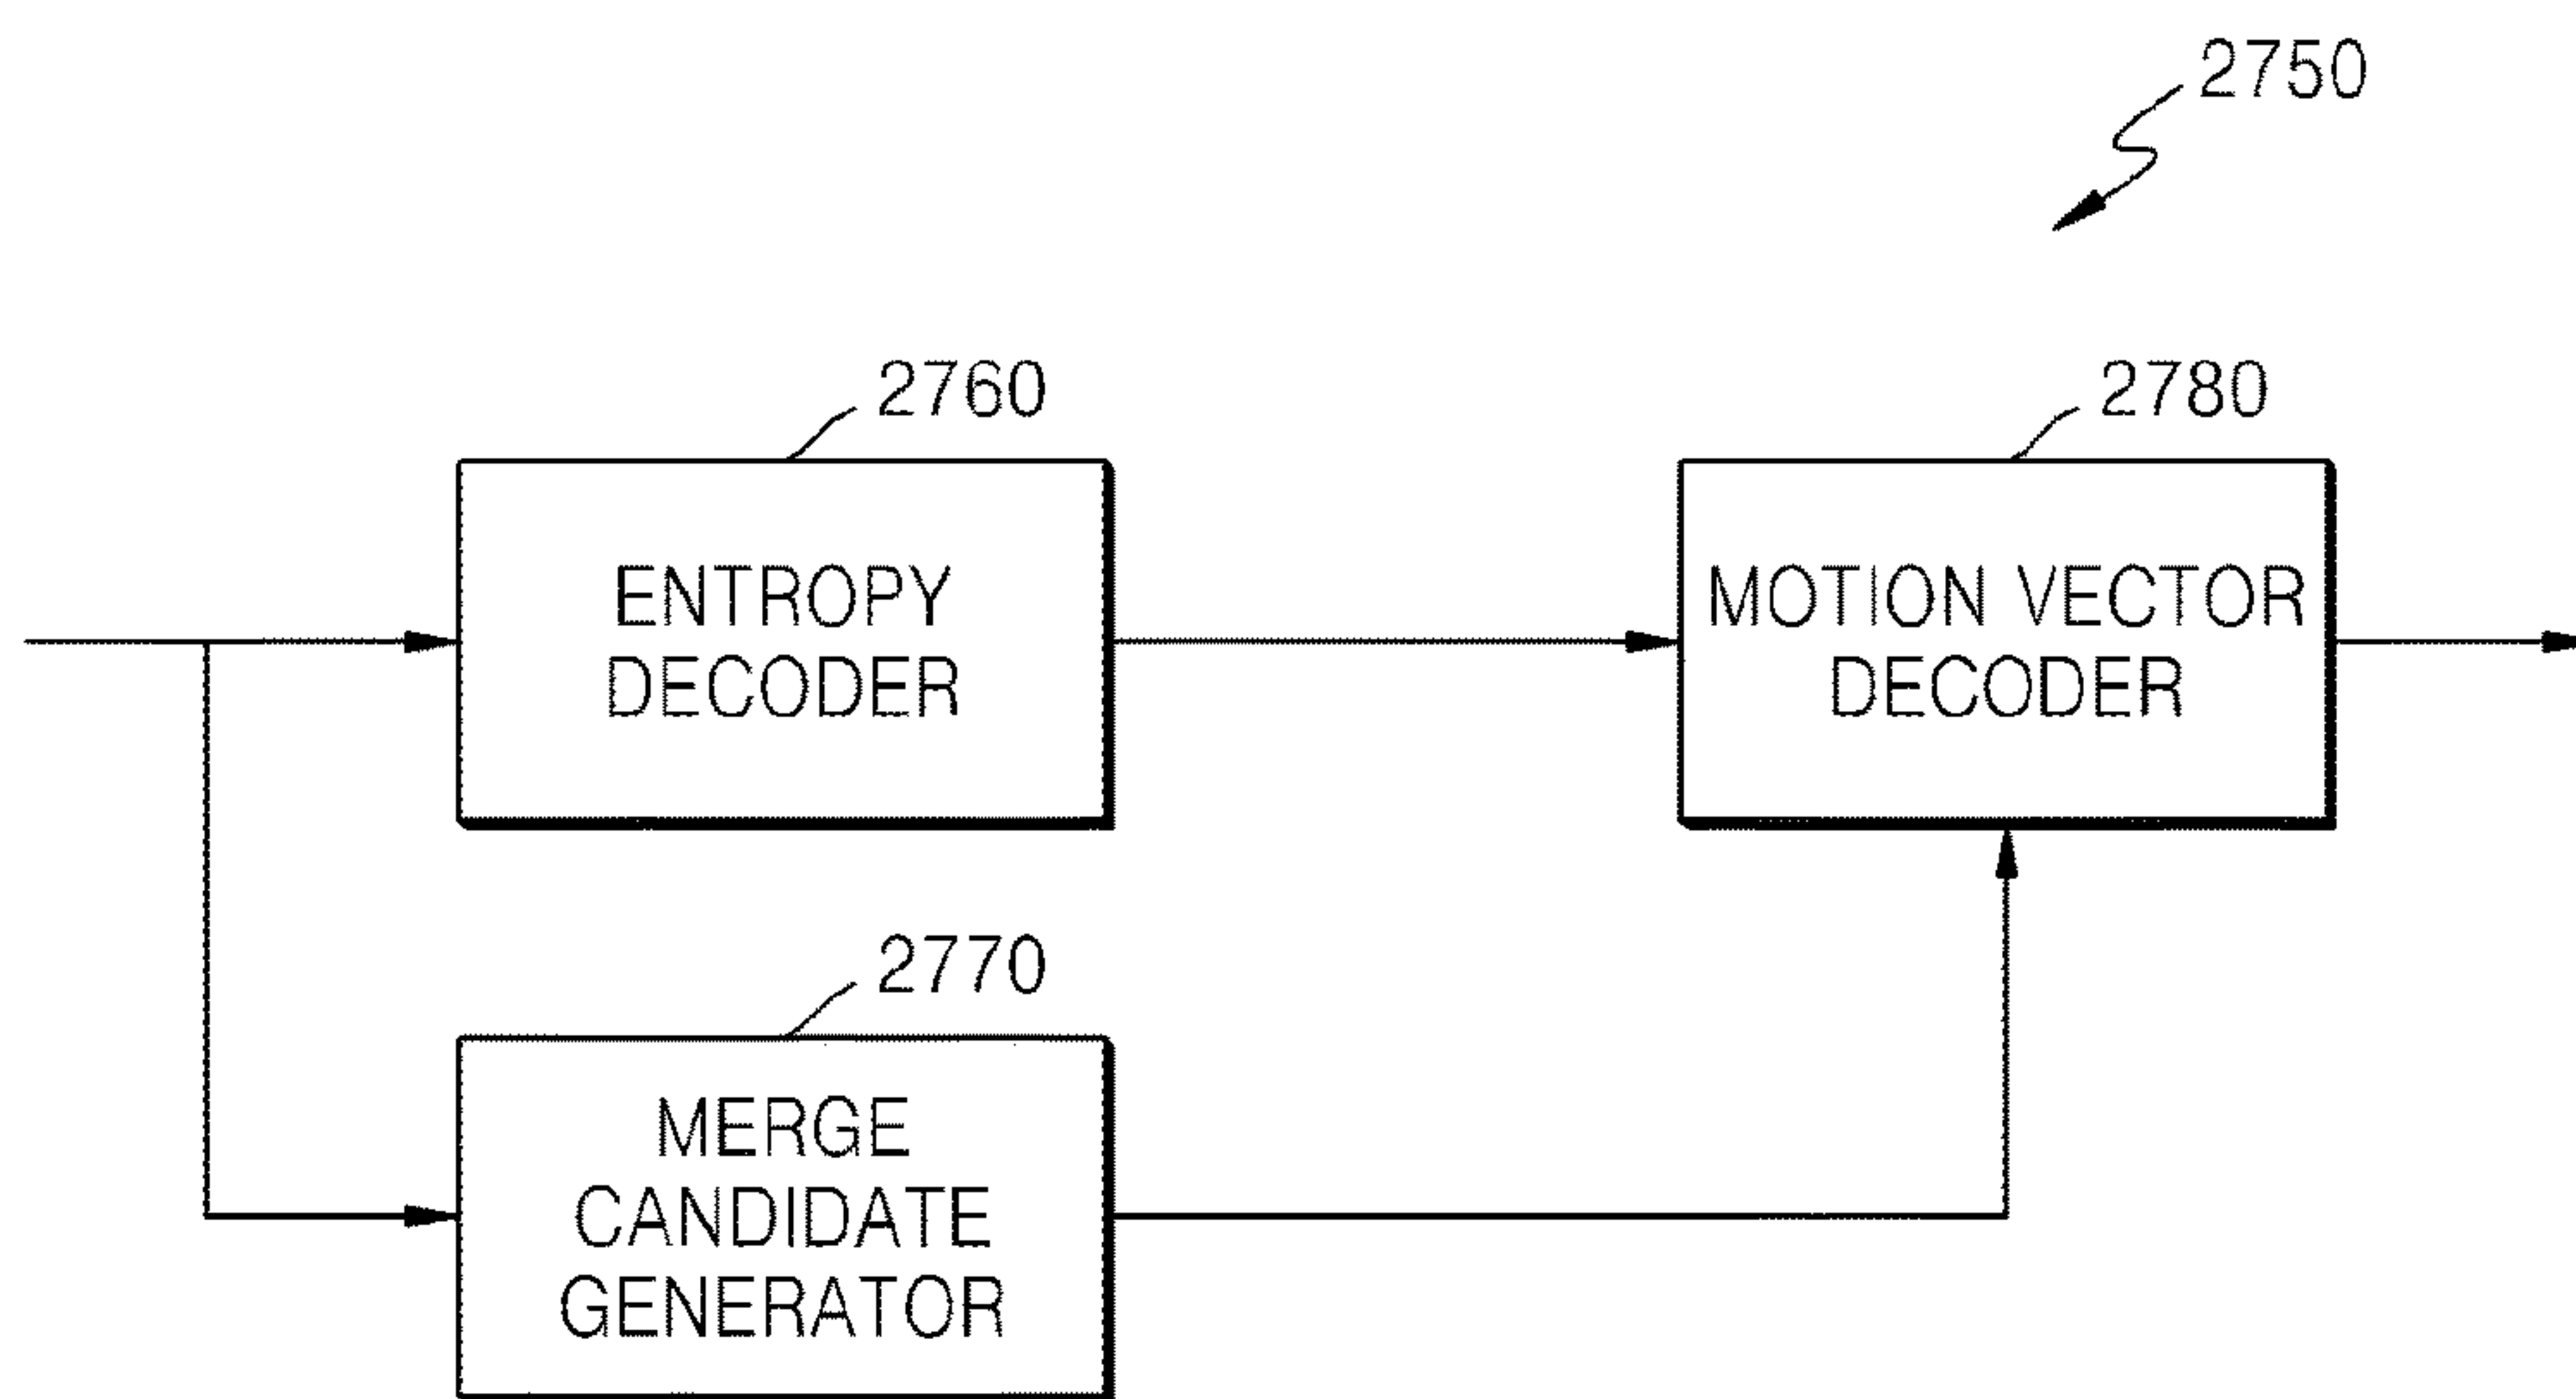 2750
2760
2780
ENTROPY
DECODER
MOTION VECTOR
DECODER
2770
MERGE
CANDIDATE
GENERATOR